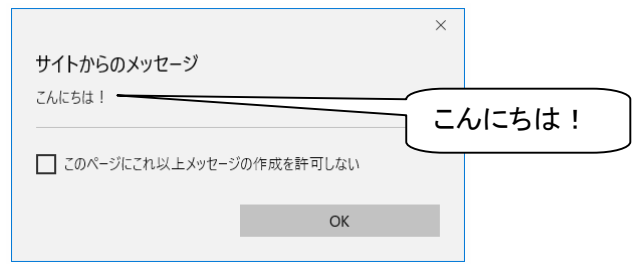 サイトからのメッセージ
こんにちは！
こんにちは！
このページにこれ以上メッセージの作成を許可しない
OK